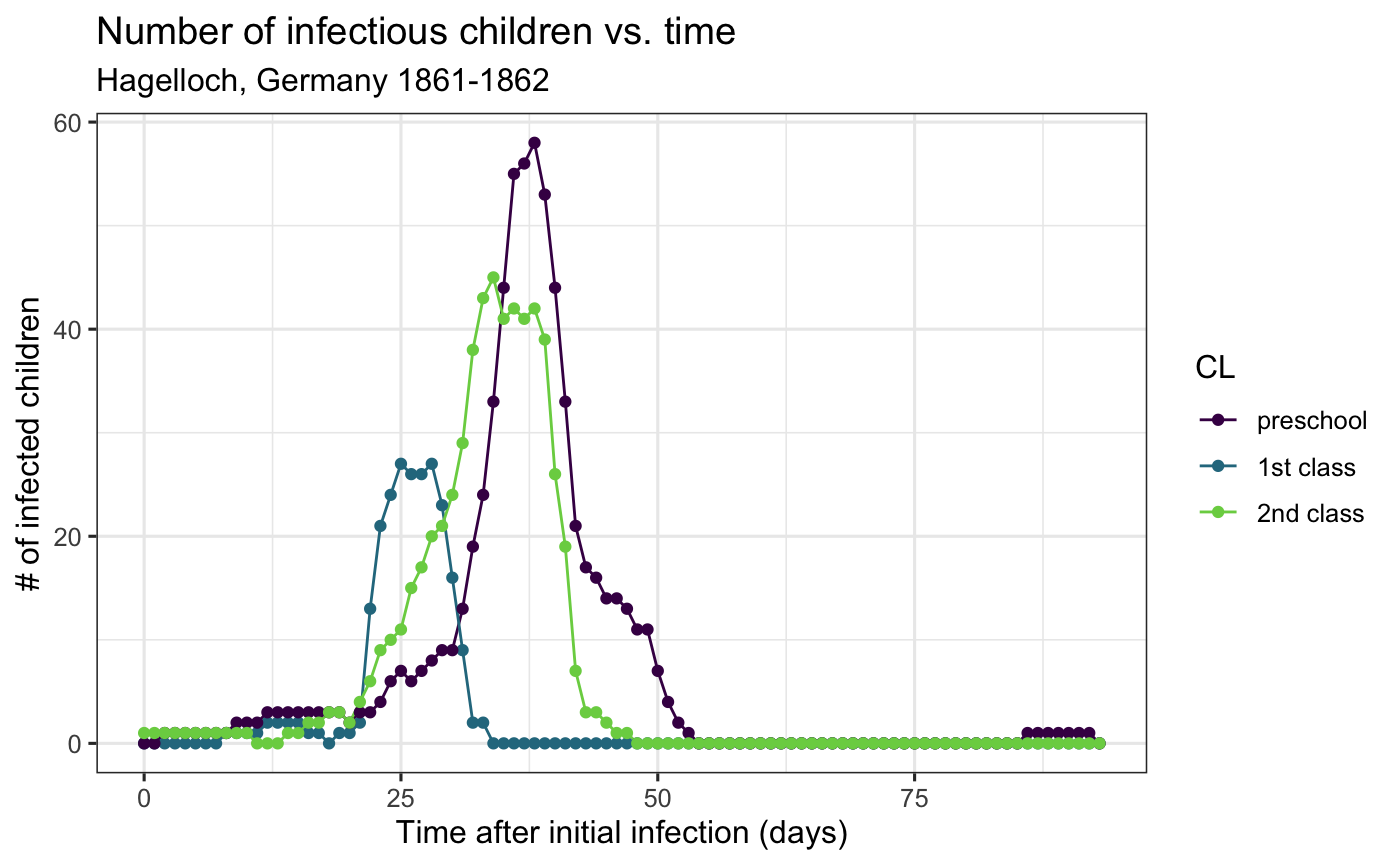 Number of infectious children vs. time
Hagelloch, Germany 1861-1862
60
40
20
0
# of infected children
0 25 50 75
Time after initial infection (days)
CL
preschool
1st class
2nd class